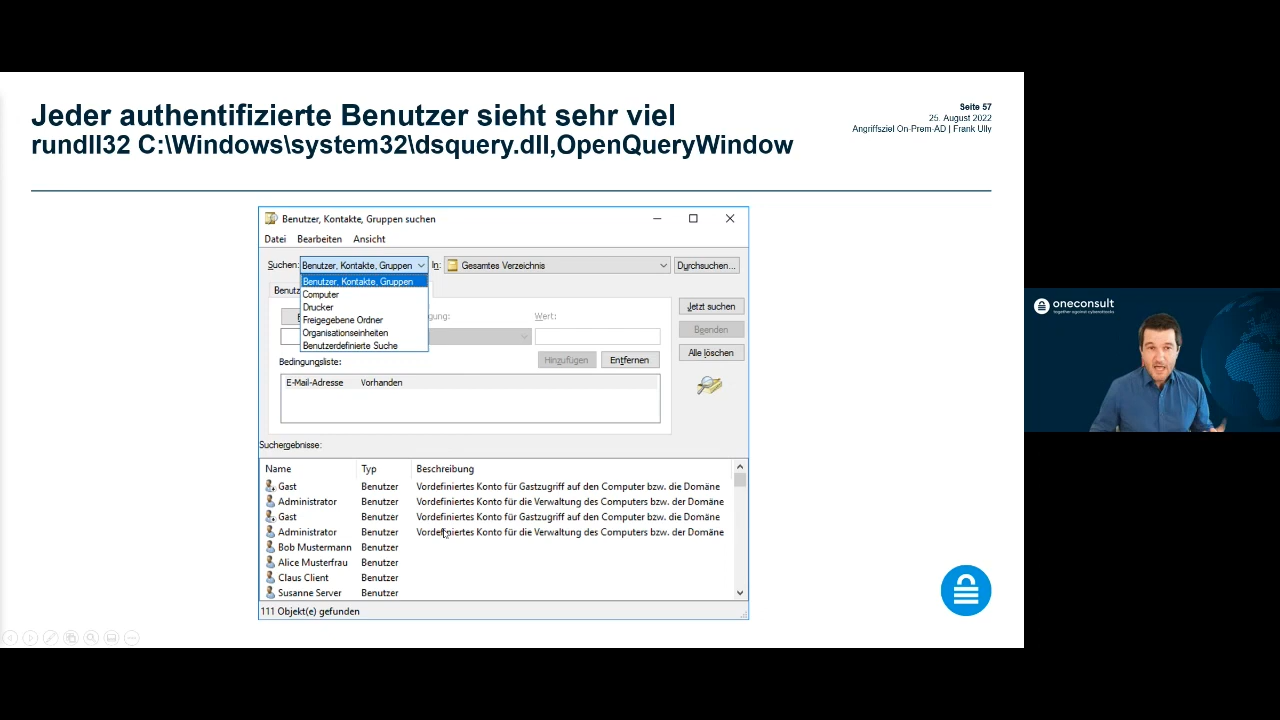 Jeder authentifizierte Benutzer sieht sehr viel
rundll32 C:\Windows\system32\dsquery.dll,OpenQueryWindow
Seite 57
25. August 2022
Angriffsziel On-Prem-AD | Frank Ully
Benutzer, Kontakte, Gruppen suchen
Datei Bearbeiten Ansicht
Suchen: Benutzer, Kontakte, Gruppen In: Gesamtes Verzeichnis Durchsuchen...
Benutzer, Kontakte, Gruppen
Computer
Drucker
Freigegebene Ordner
Organisationseinheiten
Benutzerdefinierte Suche
Wert:
Jetzt suchen
Beenden
Alle löschen
Bedingungsliste: Hinzufügen Entfernen
E-Mail-Adresse Vorhanden
Suchergebnisse:
Name Typ Beschreibung
Gast Benutzer Vordefiniertes Konto für Gastzugriff auf den Computer bzw. die Domäne
Administrator Benutzer Vordefiniertes Konto für die Verwaltung des Computers bzw. der Domäne
Gast Benutzer Vordefiniertes Konto für Gastzugriff auf den Computer bzw. die Domäne
Administrator Benutzer Vordefiniertes Konto für die Verwaltung des Computers bzw. der Domäne
Bob Mustermann Benutzer
Alice Musterfrau Benutzer
Claus Client Benutzer
Susanne Server Benutzer
111 Objekt(e) gefunden
oneconsult
together against cyberattacks